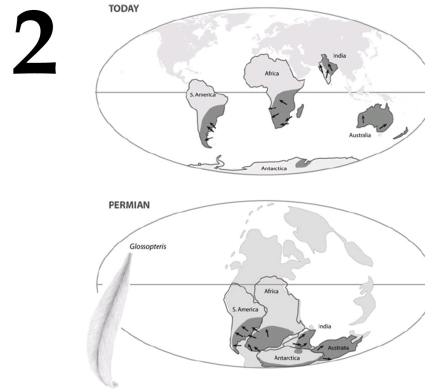 2
TODAY
India
Africa
S. America
Australia
Antarctica
PERMIAN
Glossopteris
Africa
S. America
India
Australia
Antarctica